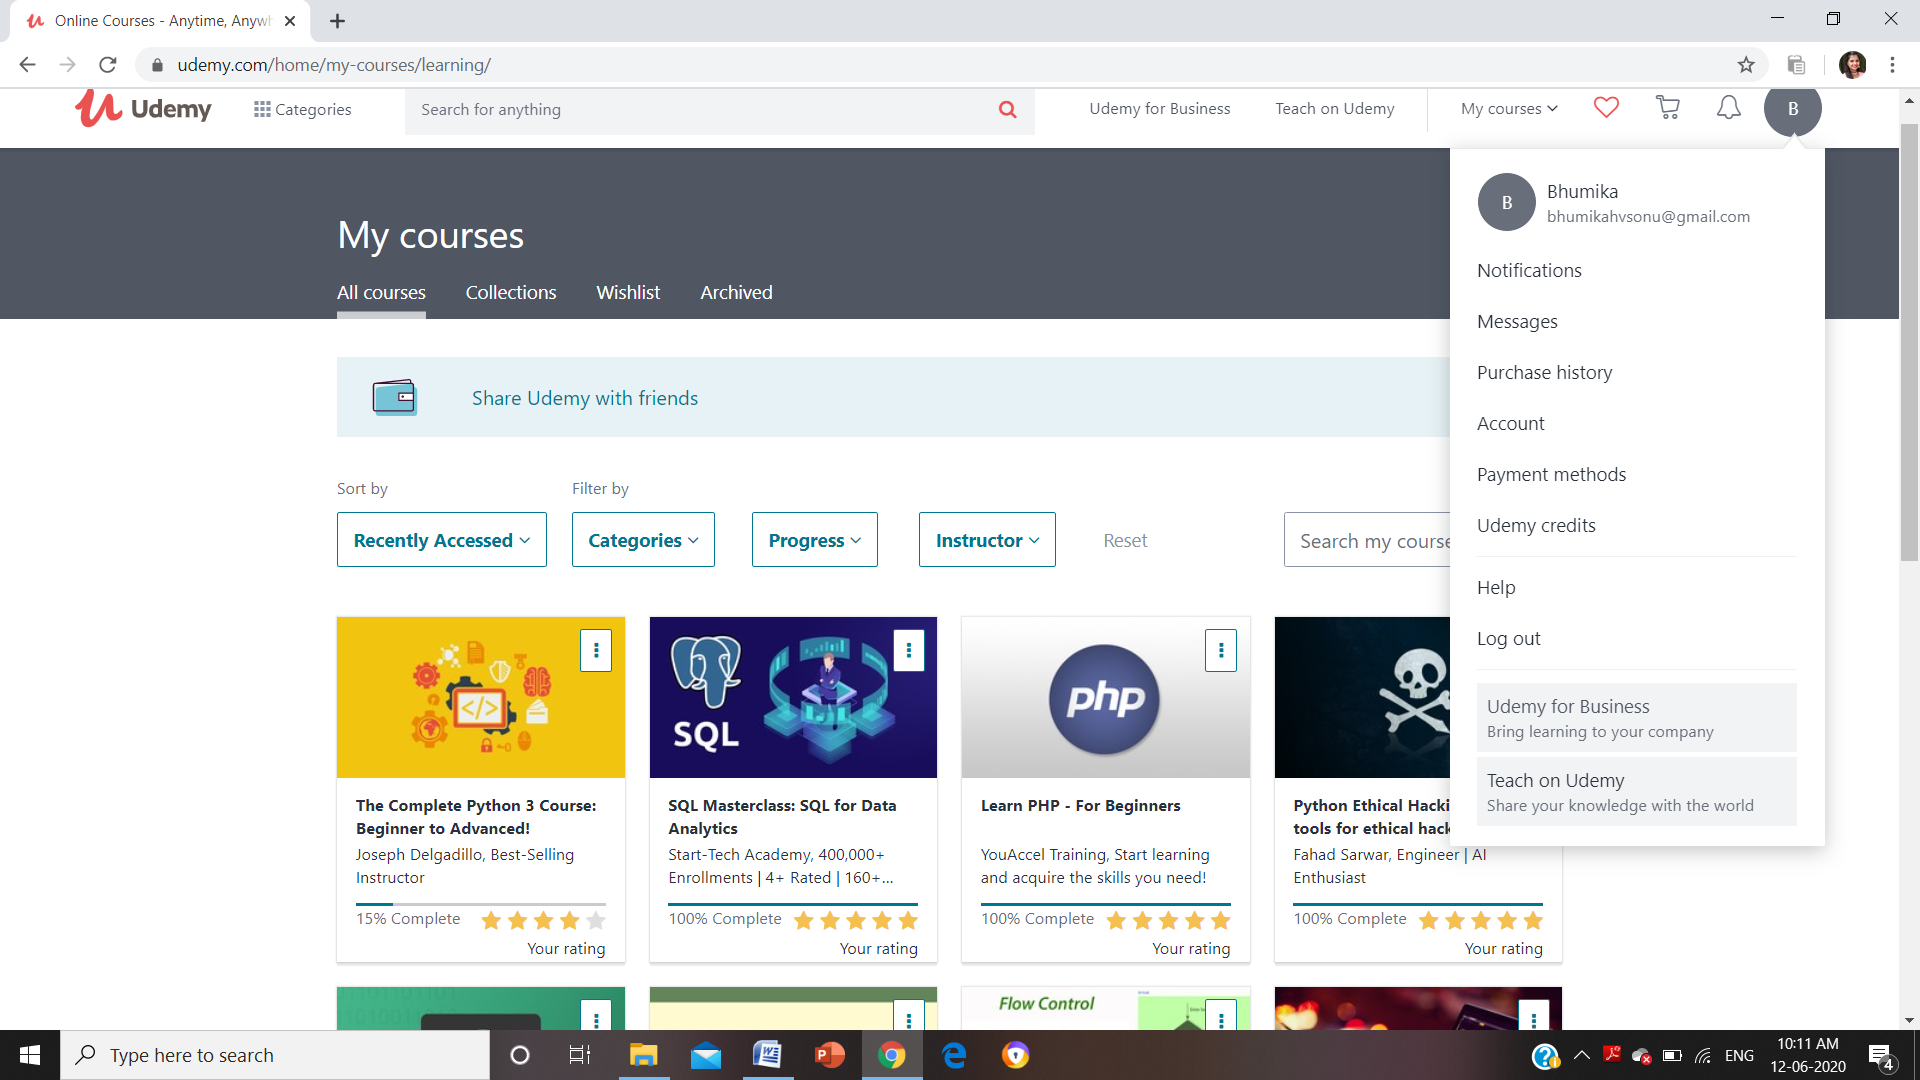 Online Courses - Anytime, Anywh
udemy.com/home/my-courses/learning/
Udemy
Categories
Search for anything
Udemy for Business
Teach on Udemy
My courses
B
B
Bhumika
bhumikahvsonu@gmail.com
Notifications
Messages
Purchase history
Account
Payment methods
Udemy credits
Help
Log out
Udemy for Business
Bring learning to your company
Teach on Udemy
Share your knowledge with the world
My courses
All courses
Collections
Wishlist
Archived
Share Udemy with friends
Sort by
Filter by
Recently Accessed
Categories
Progress
Instructor
Reset
Search my course
</>
The Complete Python 3 Course:
Beginner to Advanced!
Joseph Delgadillo, Best-Selling
Instructor
15% Complete
Your rating
SQL
SQL Masterclass: SQL for Data
Analytics
Start-Tech Academy, 400,000+
Enrollments | 4+ Rated | 160+...
100% Complete
Your rating
php
Learn PHP - For Beginners
YouAccel Training, Start learning
and acquire the skills you need!
100% Complete
Your rating
Python Ethical Hacki
tools for ethical hack
Fahad Sarwar, Engineer | AI
Enthusiast
100% Complete
Your rating
Flow Control
Type here to search
ENG
10:11 AM
12-06-2020
4